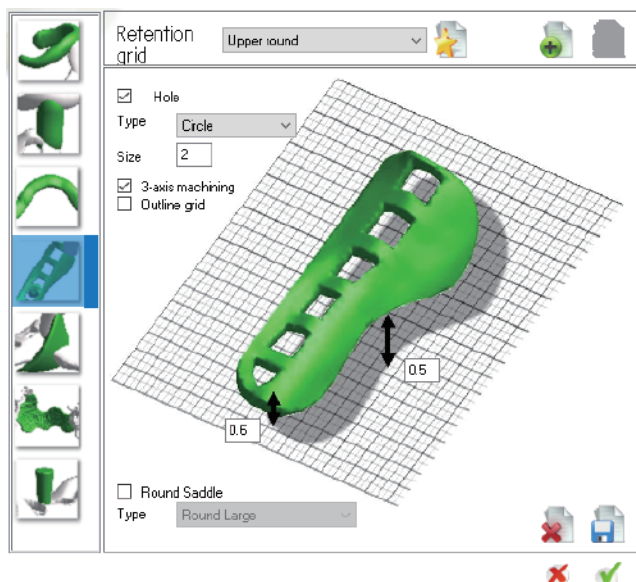 Retention
grid
Upper round
Hole
Type
Circle
Size
2
3-axis machining
Outline grid
0.5
0.6
Round Saddle
Type
Round Large